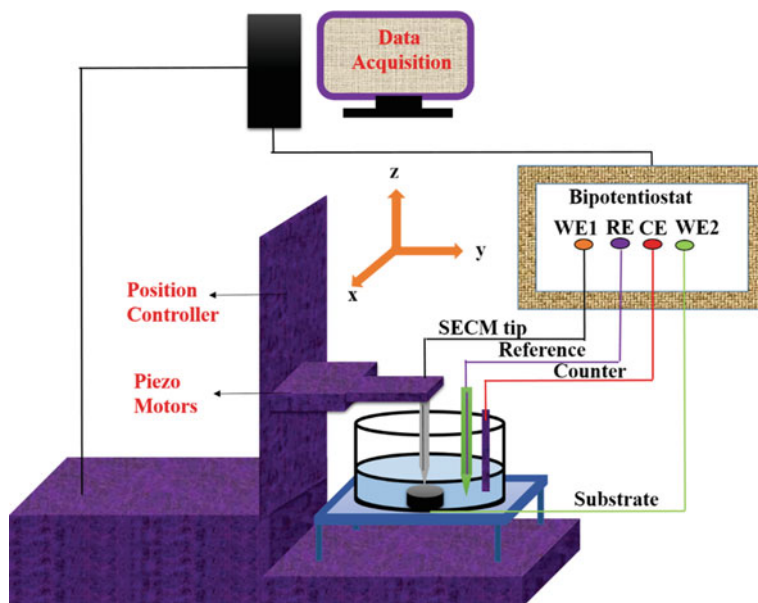 Data
Acquisition
z
y
x
Bipotentiostat
WE1 RE CE WE2
Position
Controller
SECM tip
Reference
Counter
Piezo
Motors
Substrate